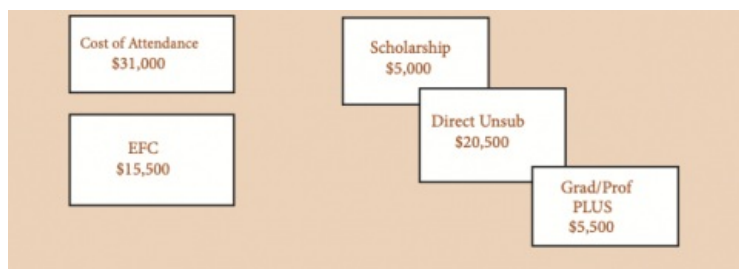 Cost of Attendance
$31,000
EFC
$15,500
Scholarship
$5,000
Direct Unsub
$20,500
Grad/Prof
PLUS
$5,500